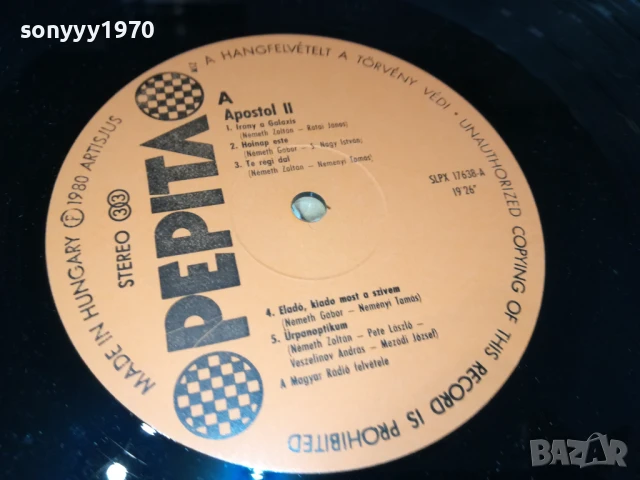 sonyyy1970
A HANGFELVÉTELT A TÖRVÉNY VÉDI · UNAUTHORIZED COPYING OF THIS RECORD IS PROHIBITED
MADE IN HUNGARY Ⓟ 1980 ARTISJUS
STEREO 33
PEPITA
A
Apostol II
1. Irany a Galaxis
(Németh Zoltán – Katai János)
2. Holnap este
(Németh Gábor – S. Nagy István)
3. Te régi dal
(Németh Zoltán – Neményi Tamás)
SLPX 17638-A
19'26"
4. Eladó, kiadó most a szívem
(Németh Gábor – Neményi Tamás)
5. Űrpanoptikum
(Németh Zoltán – Pete László –
Veszelinov András – Meződi József)
A Magyar Rádió felvétele
BAZAR